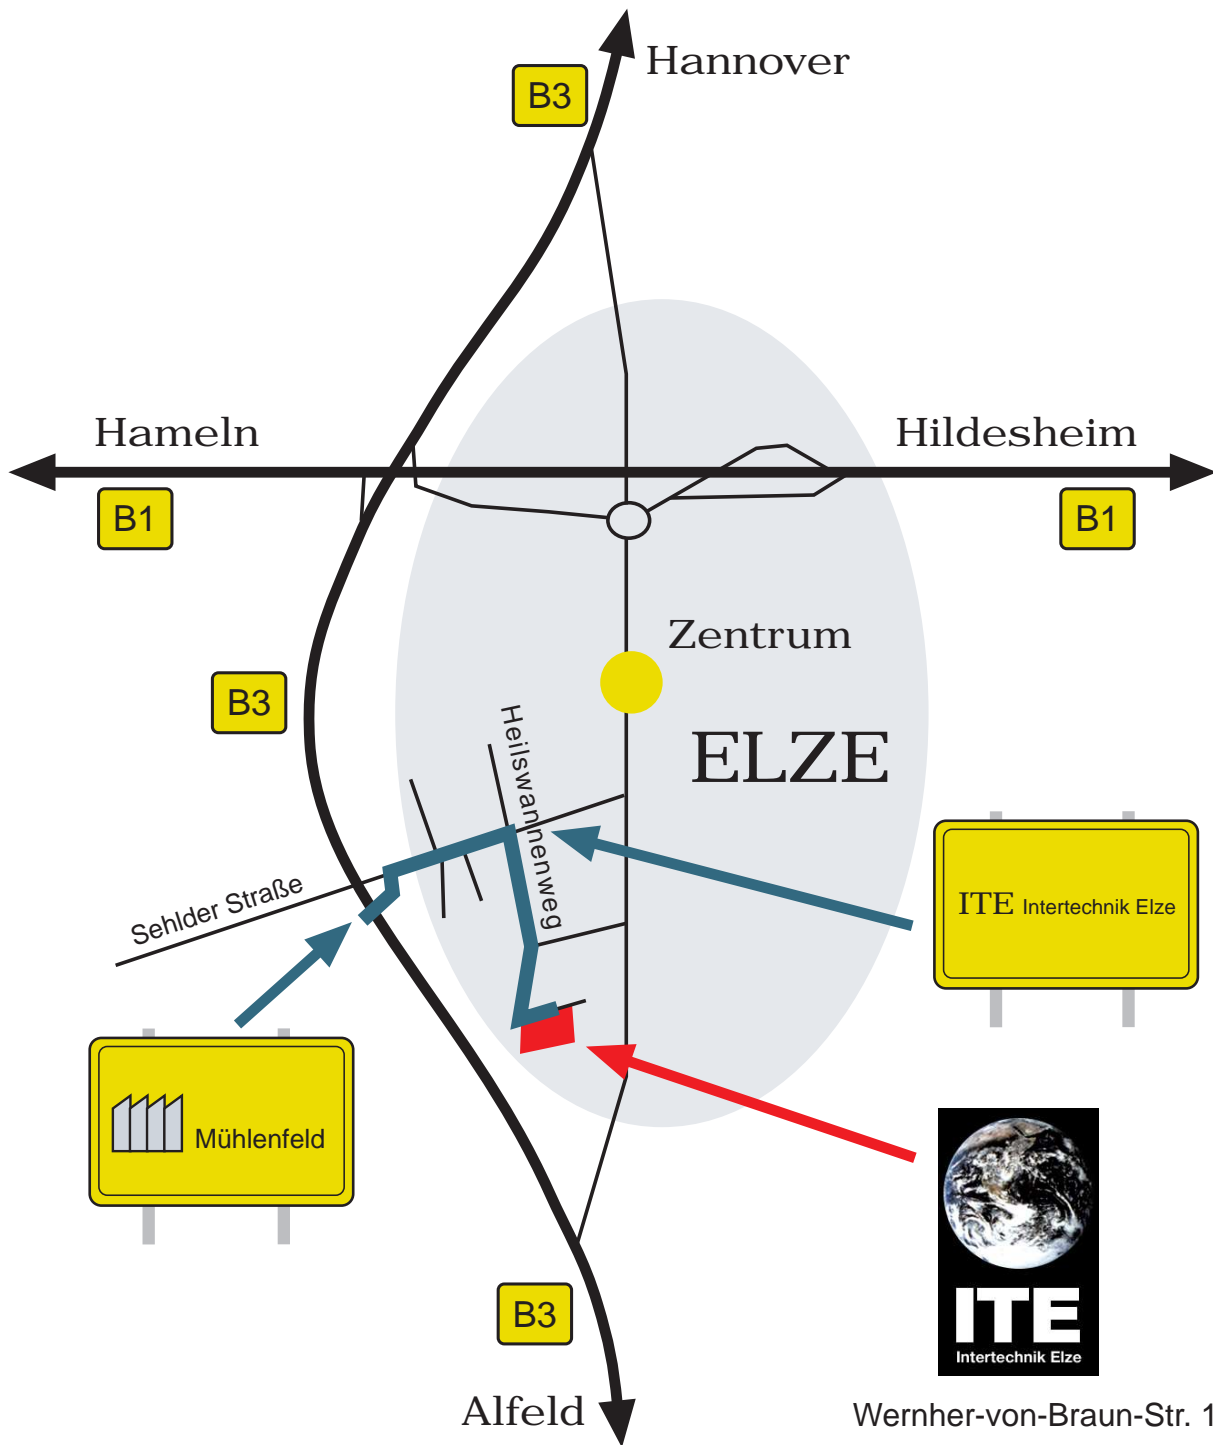 Hannover
B3
Hameln
Hildesheim
B1
B1
Zentrum
B3
ELZE
Heilswannenweg
Sehlder Straße
ITE Intertechnik Elze
Mühlenfeld
B3
ITE
Intertechnik Elze
Alfeld
Wernher-von-Braun-Str. 1